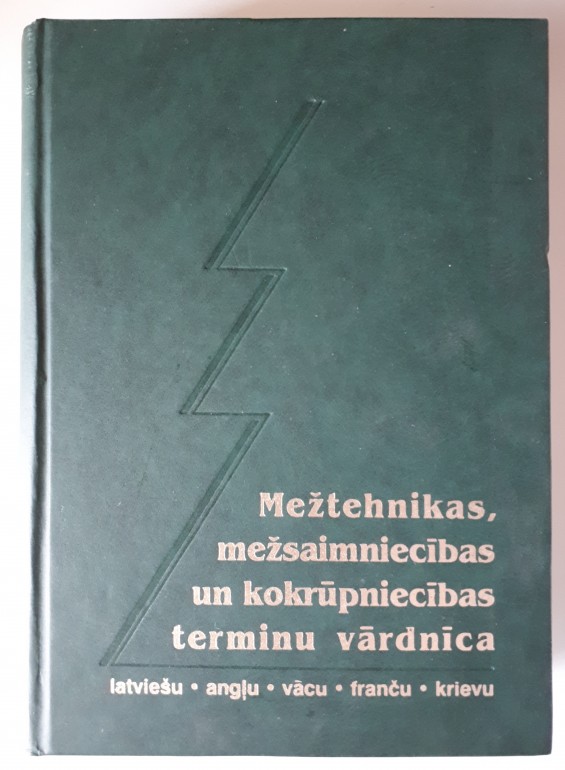 Mežtehnikas,
mežsaimniecības
un kokrūpniecības
terminu vārdnīca
latviešu • angļu • vācu • franču • krievu